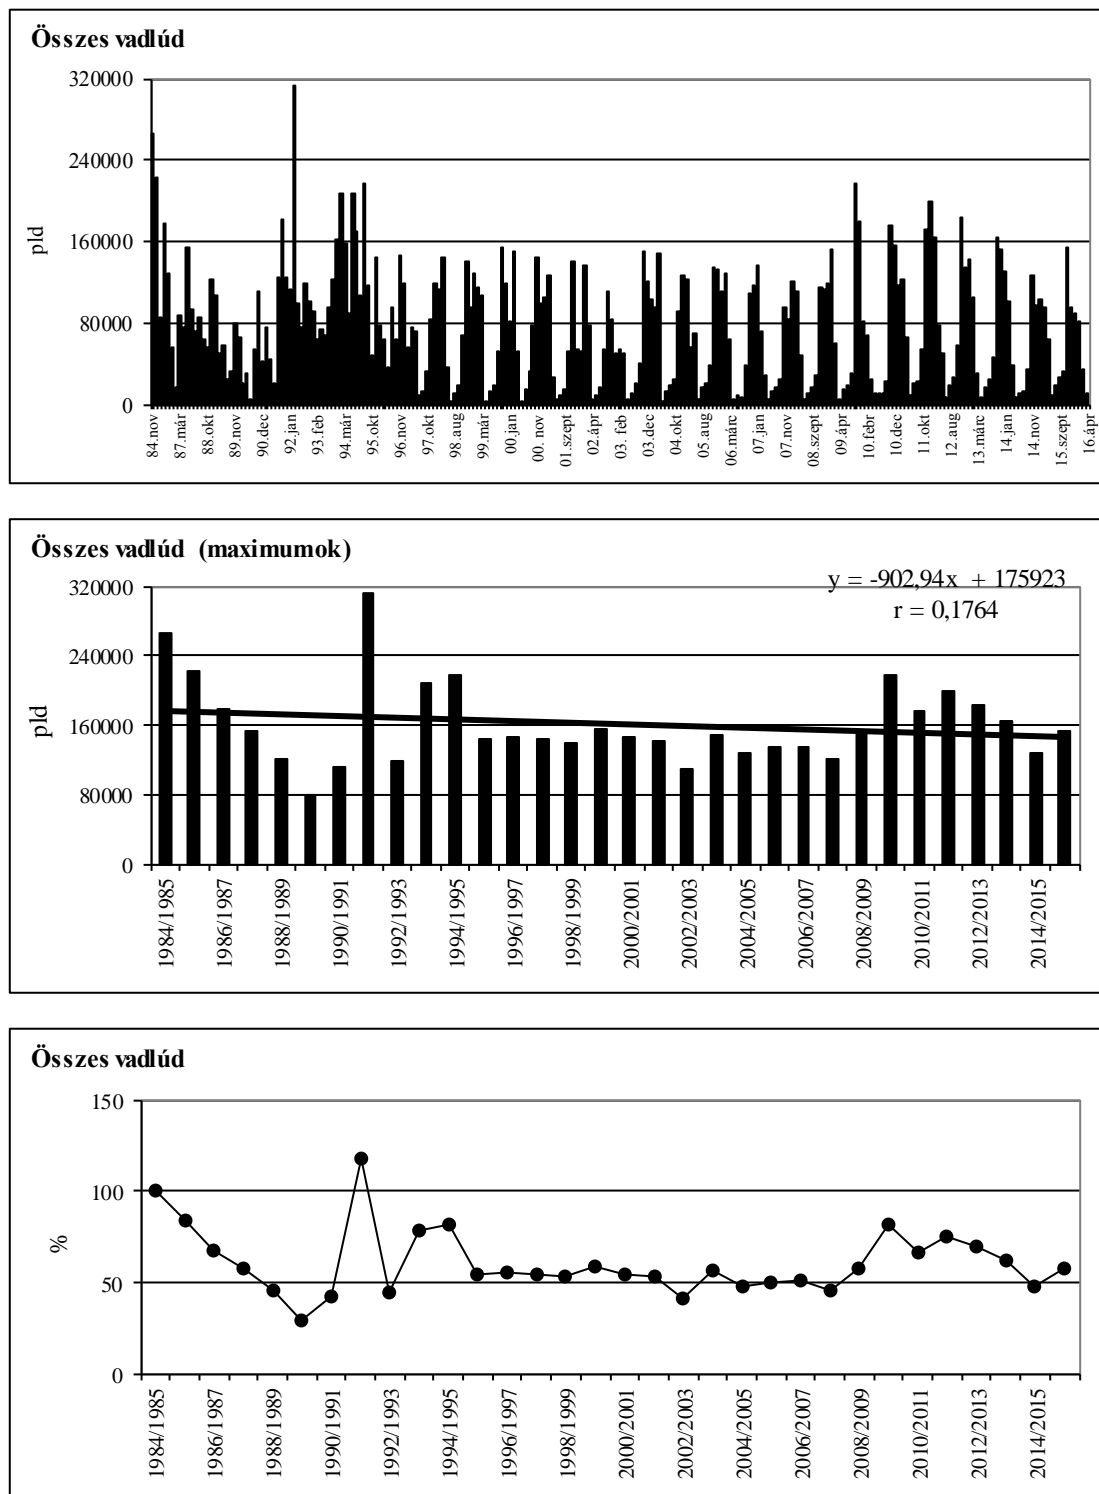 Összes vadlúd
320000
240000
160000
80000
0
pld
84.nov
87.már
88.okt
89.nov
90.dec
92.jan
93.feb
94.már
95.okt
96.nov
97.okt
98.aug
99.már
00.jan
00. nov
01.szept
02.ápr
03. feb
03.dec
04.okt
05.aug
06.márc
07.jan
07.nov
08.szept
09.ápr
10.febr
10.dec
11.okt
12.aug
13.márc
14.jan
14.nov
15.szept
16.ápr
Összes vadlúd (maximumok)
y = -902,94x + 175923
r = 0,1764
320000
240000
160000
80000
0
pld
1984/1985
1986/1987
1988/1989
1990/1991
1992/1993
1994/1995
1996/1997
1998/1999
2000/2001
2002/2003
2004/2005
2006/2007
2008/2009
2010/2011
2012/2013
2014/2015
Összes vadlúd
150
100
50
0
%
1984/1985
1986/1987
1988/1989
1990/1991
1992/1993
1994/1995
1996/1997
1998/1999
2000/2001
2002/2003
2004/2005
2006/2007
2008/2009
2010/2011
2012/2013
2014/2015